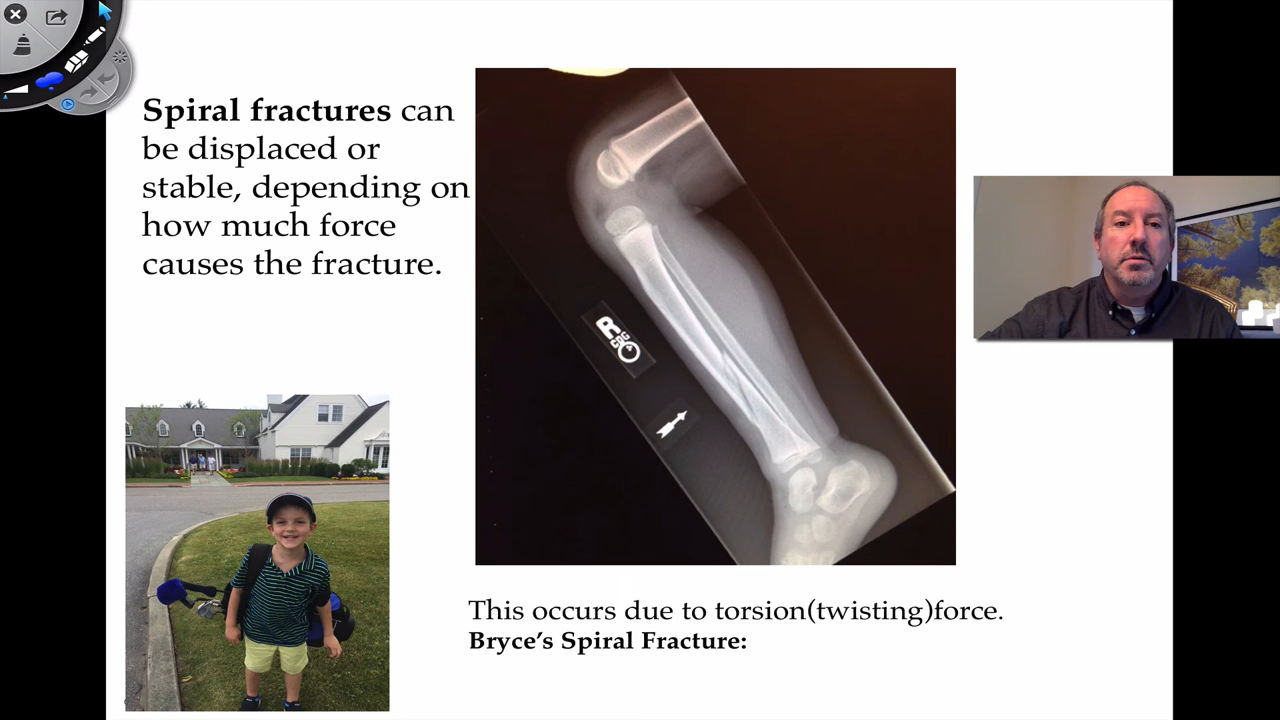 Spiral fractures can
be displaced or
stable, depending on
how much force
causes the fracture.
R
This occurs due to torsion(twisting)force.
Bryce’s Spiral Fracture: